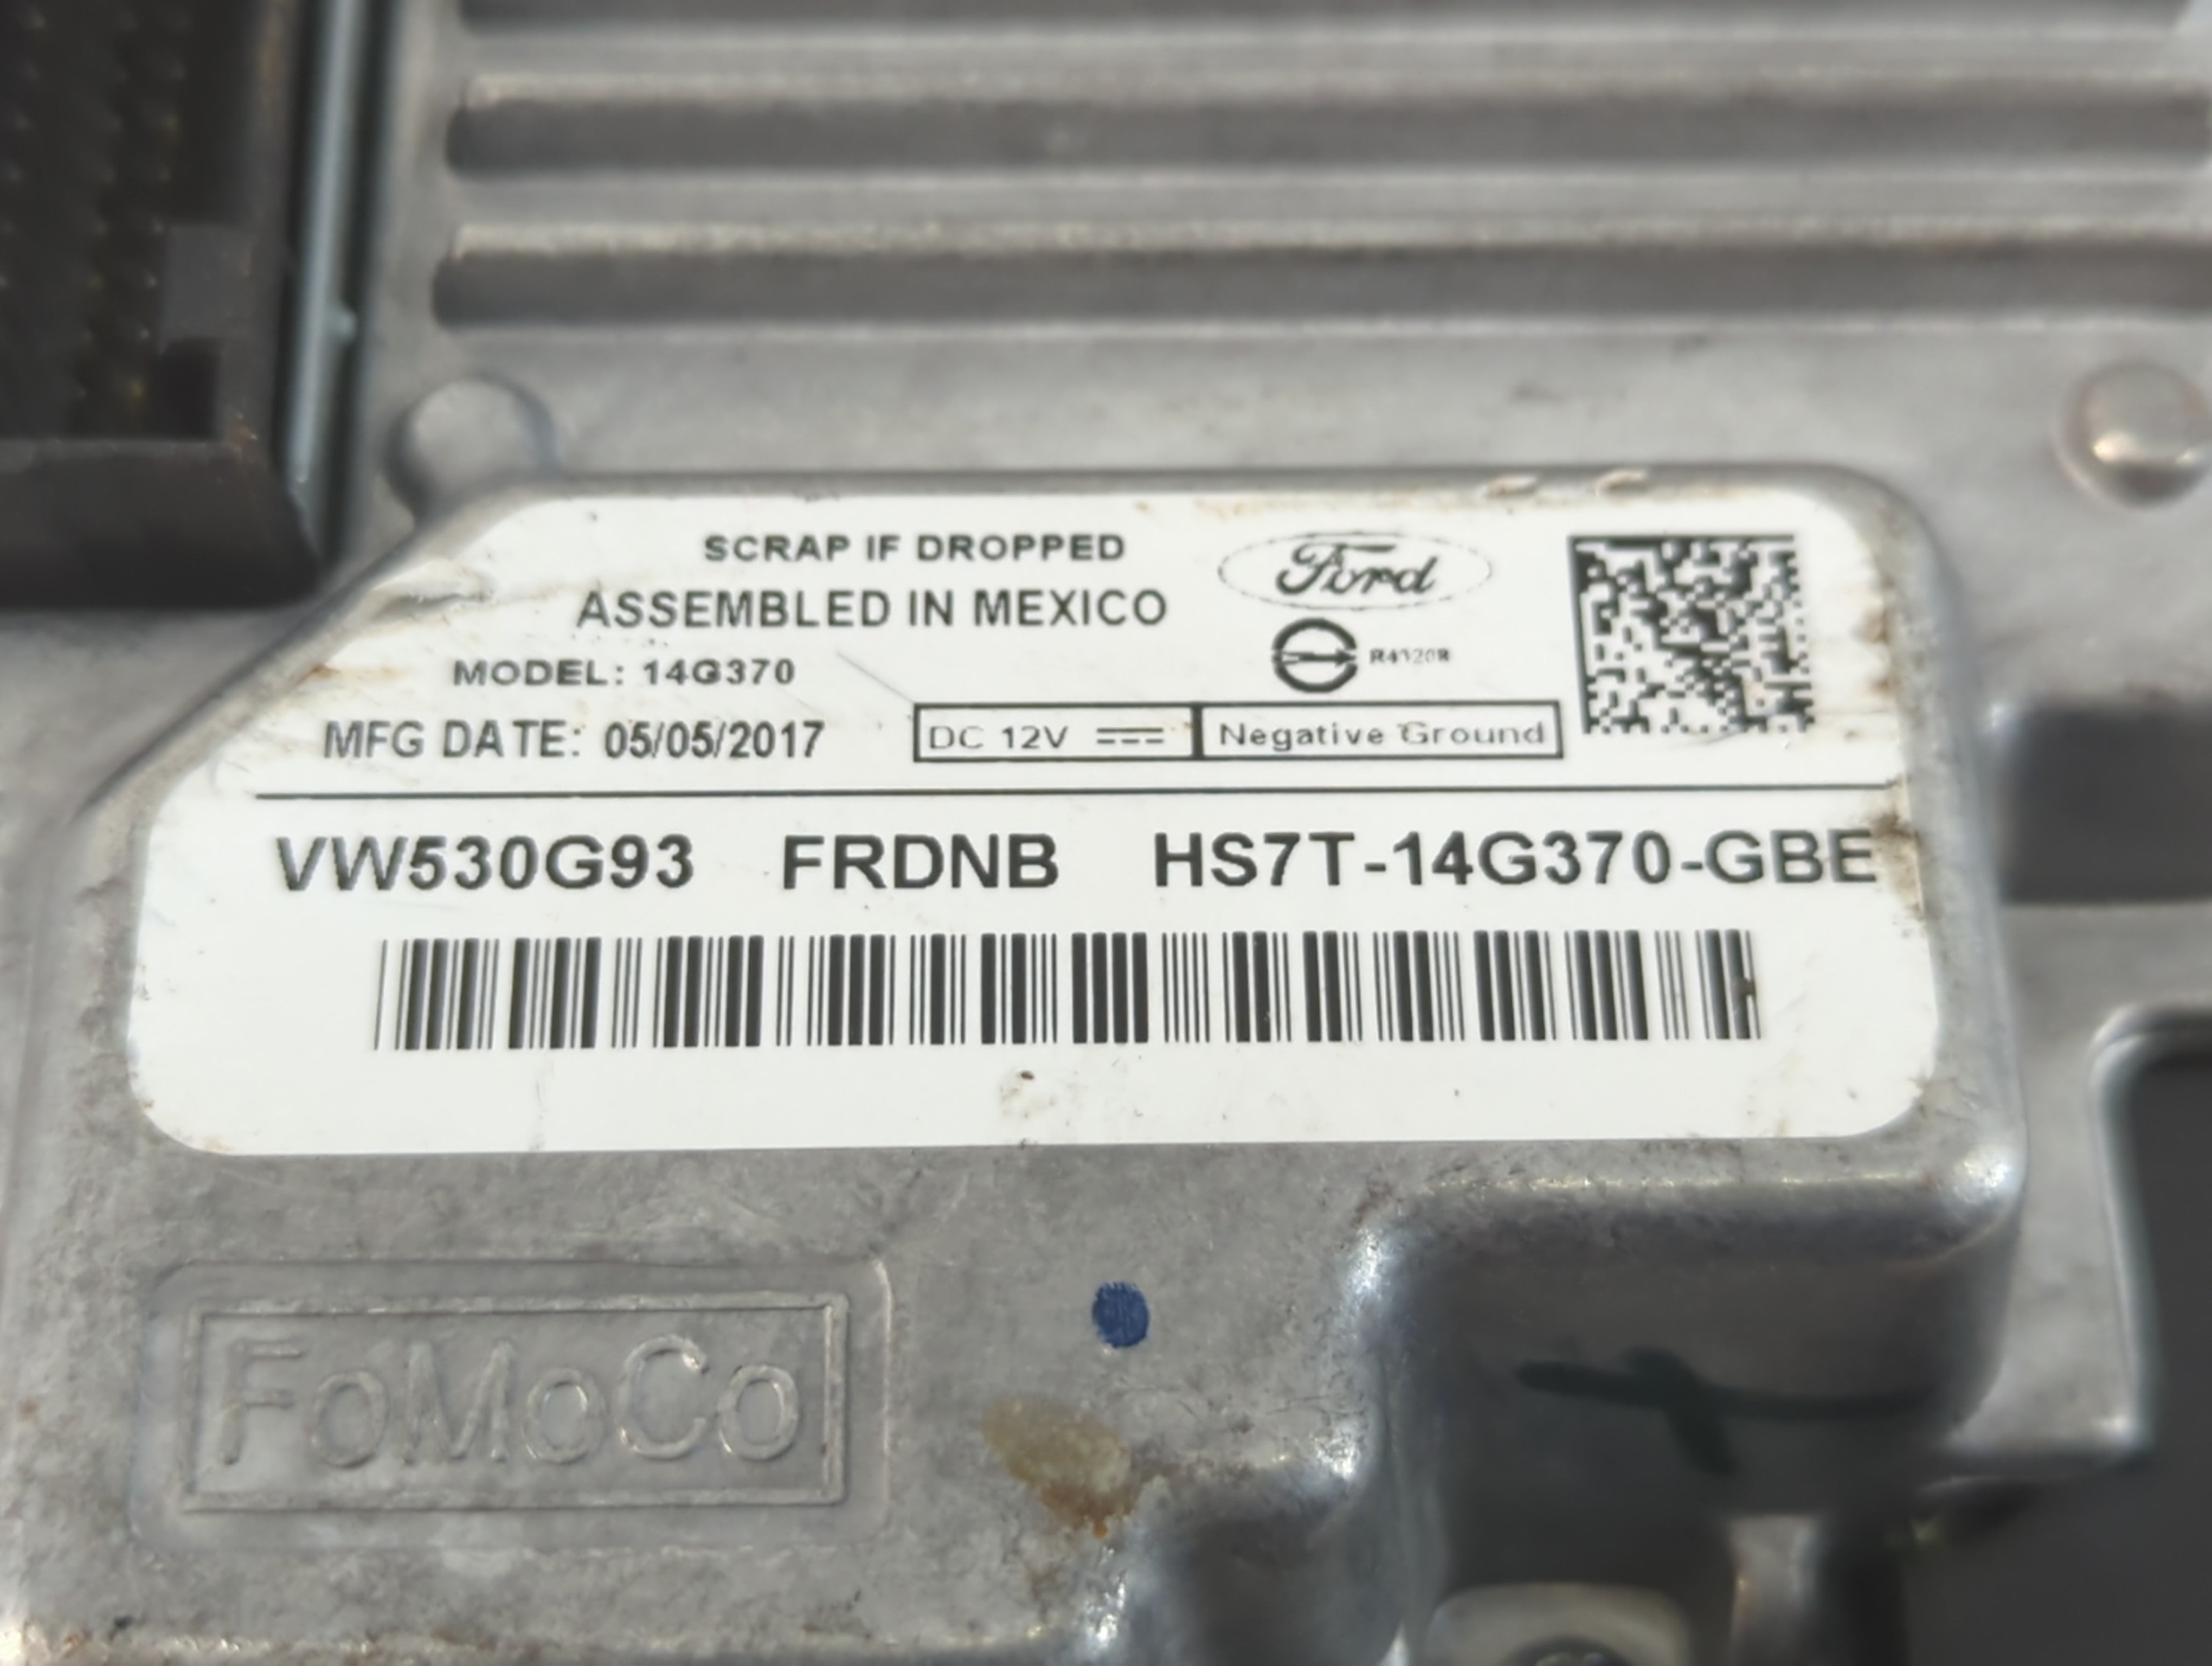 SCRAP IF DROPPED
ASSEMBLED IN MEXICO
Ford
MODEL: 14G370
MFG DATE: 05/05/2017
DC 12V
Negative Ground
VW530G93 FRDNB HS7T-14G370-GBE
FoMoCo